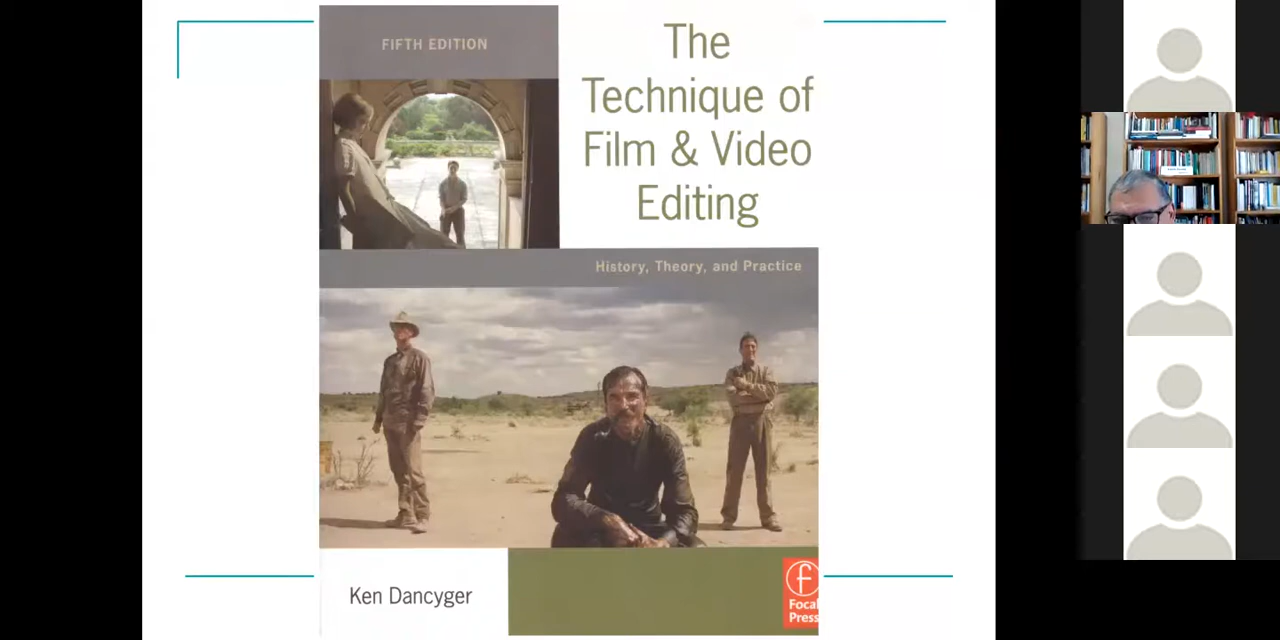 FIFTH EDITION
The
Technique of
Film & Video
Editing
History, Theory, and Practice
Ken Dancyger
f
Focal
Press